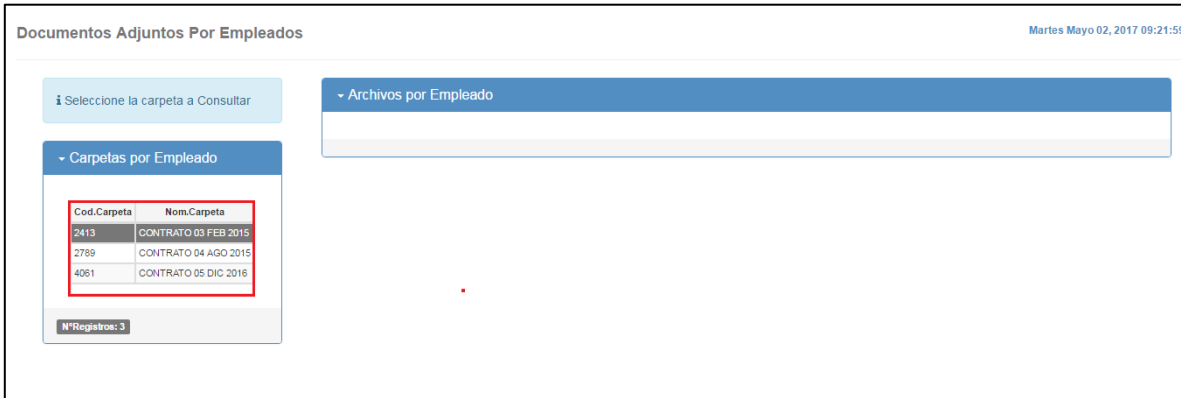 Documentos Adjuntos Por Empleados
Martes Mayo 02, 2017 09:21:59
Seleccione la carpeta a Consultar
Archivos por Empleado
Carpetas por Empleado
Cod.Carpeta Nom.Carpeta
2413 CONTRATO 03 FEB 2015
2789 CONTRATO 04 AGO 2015
4061 CONTRATO 05 DIC 2016
NºRegistros: 3